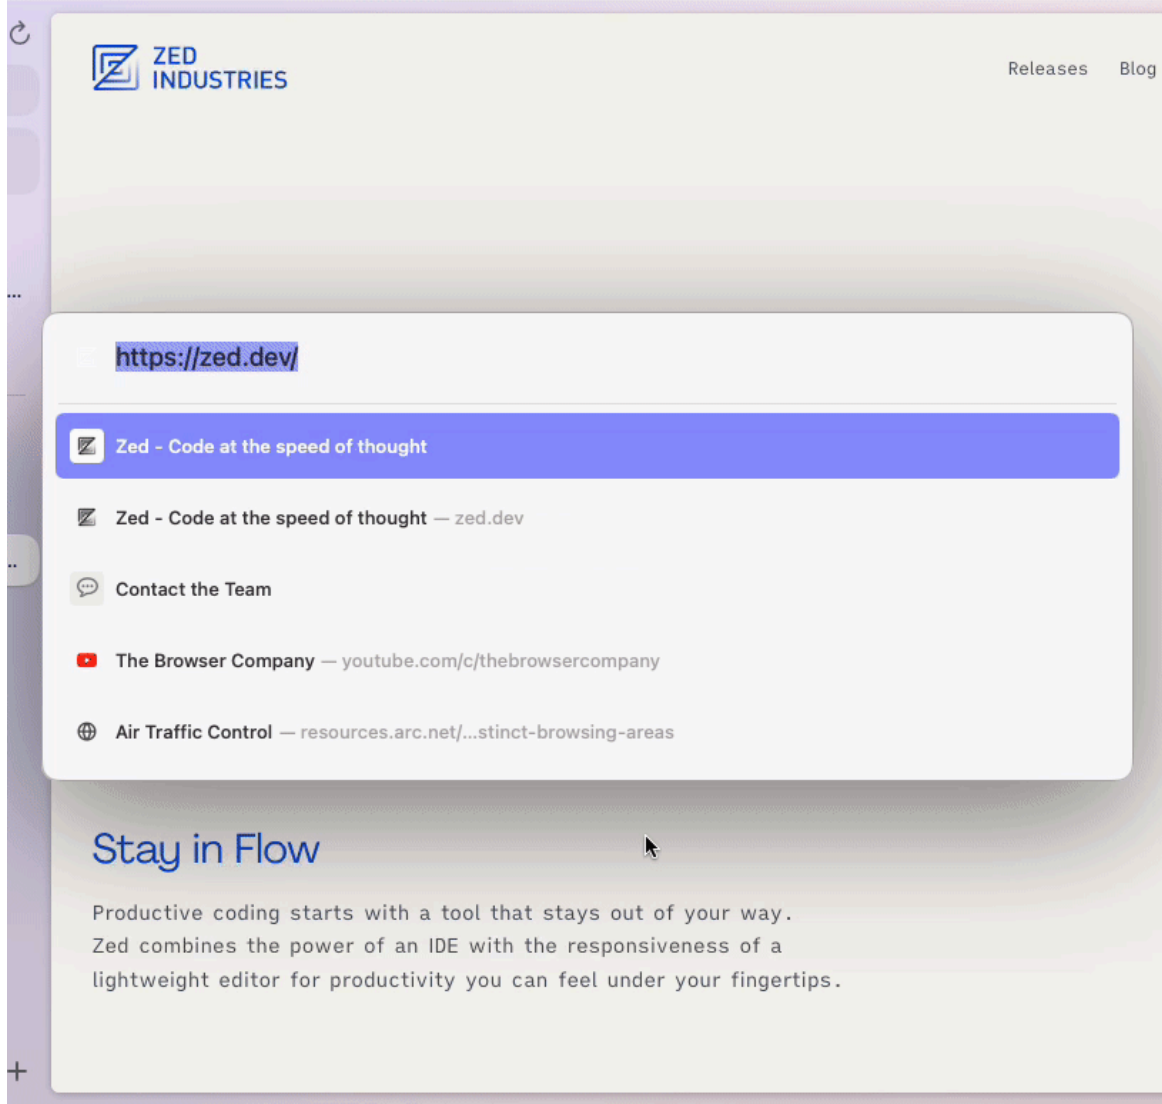 ZED
INDUSTRIES
Releases Blog
https://zed.dev/
Zed - Code at the speed of thought
Zed - Code at the speed of thought — zed.dev
Contact the Team
The Browser Company — youtube.com/c/thebrowsercompany
Air Traffic Control — resources.arc.net/...stinct-browsing-areas
Stay in Flow
Productive coding starts with a tool that stays out of your way.
Zed combines the power of an IDE with the responsiveness of a
lightweight editor for productivity you can feel under your fingertips.